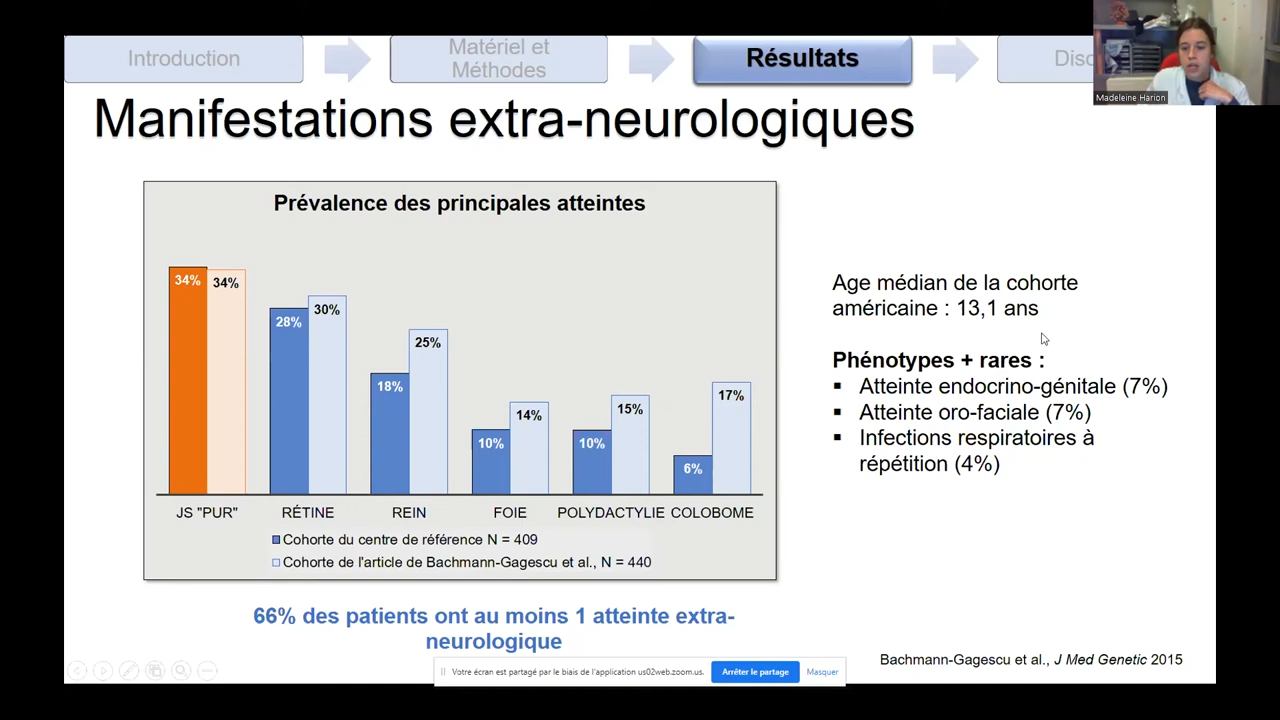 Introduction
Matériel et
Méthodes
Résultats
Disc
Madeleine Harion
Manifestations extra-neurologiques
Prévalence des principales atteintes
34%
34%
28%
30%
18%
25%
10%
14%
10%
15%
6%
17%
JS "PUR"
RÉTINE
REIN
FOIE
POLYDACTYLIE
COLOBOME
Cohorte du centre de référence N = 409
Cohorte de l'article de Bachmann-Gagescu et al., N = 440
66% des patients ont au moins 1 atteinte extra-
neurologique
Age médian de la cohorte
américaine : 13,1 ans
Phénotypes + rares :
▪ Atteinte endocrino-génitale (7%)
▪ Atteinte oro-faciale (7%)
▪ Infections respiratoires à
répétition (4%)
Bachmann-Gagescu et al., J Med Genetic 2015
Votre écran est partagé par le biais de l'application us02web.zoom.us.
Arrêter le partage
Masquer